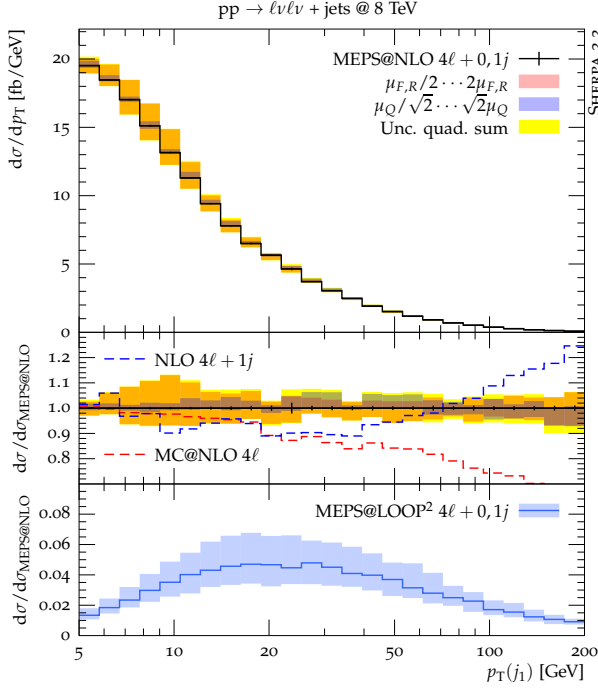 pp → ℓνℓν + jets @ 8 TeV
SHERPA 2.2
MEPS@NLO 4ℓ + 0, 1j
μF,R/2 · · · 2μF,R
μQ/√2 · · · √2μQ
Unc. quad. sum
dσ/dpT [fb/GeV]
20
15
10
5
0
NLO 4ℓ + 1j
MC@NLO 4ℓ
dσ/dσMEPS@NLO
1.2
1.1
1.0
0.9
0.8
MEPS@LOOP² 4ℓ + 0, 1j
dσ/dσMEPS@NLO
0.08
0.06
0.04
0.02
0
5 10 20 50 100 200
pT(j1) [GeV]